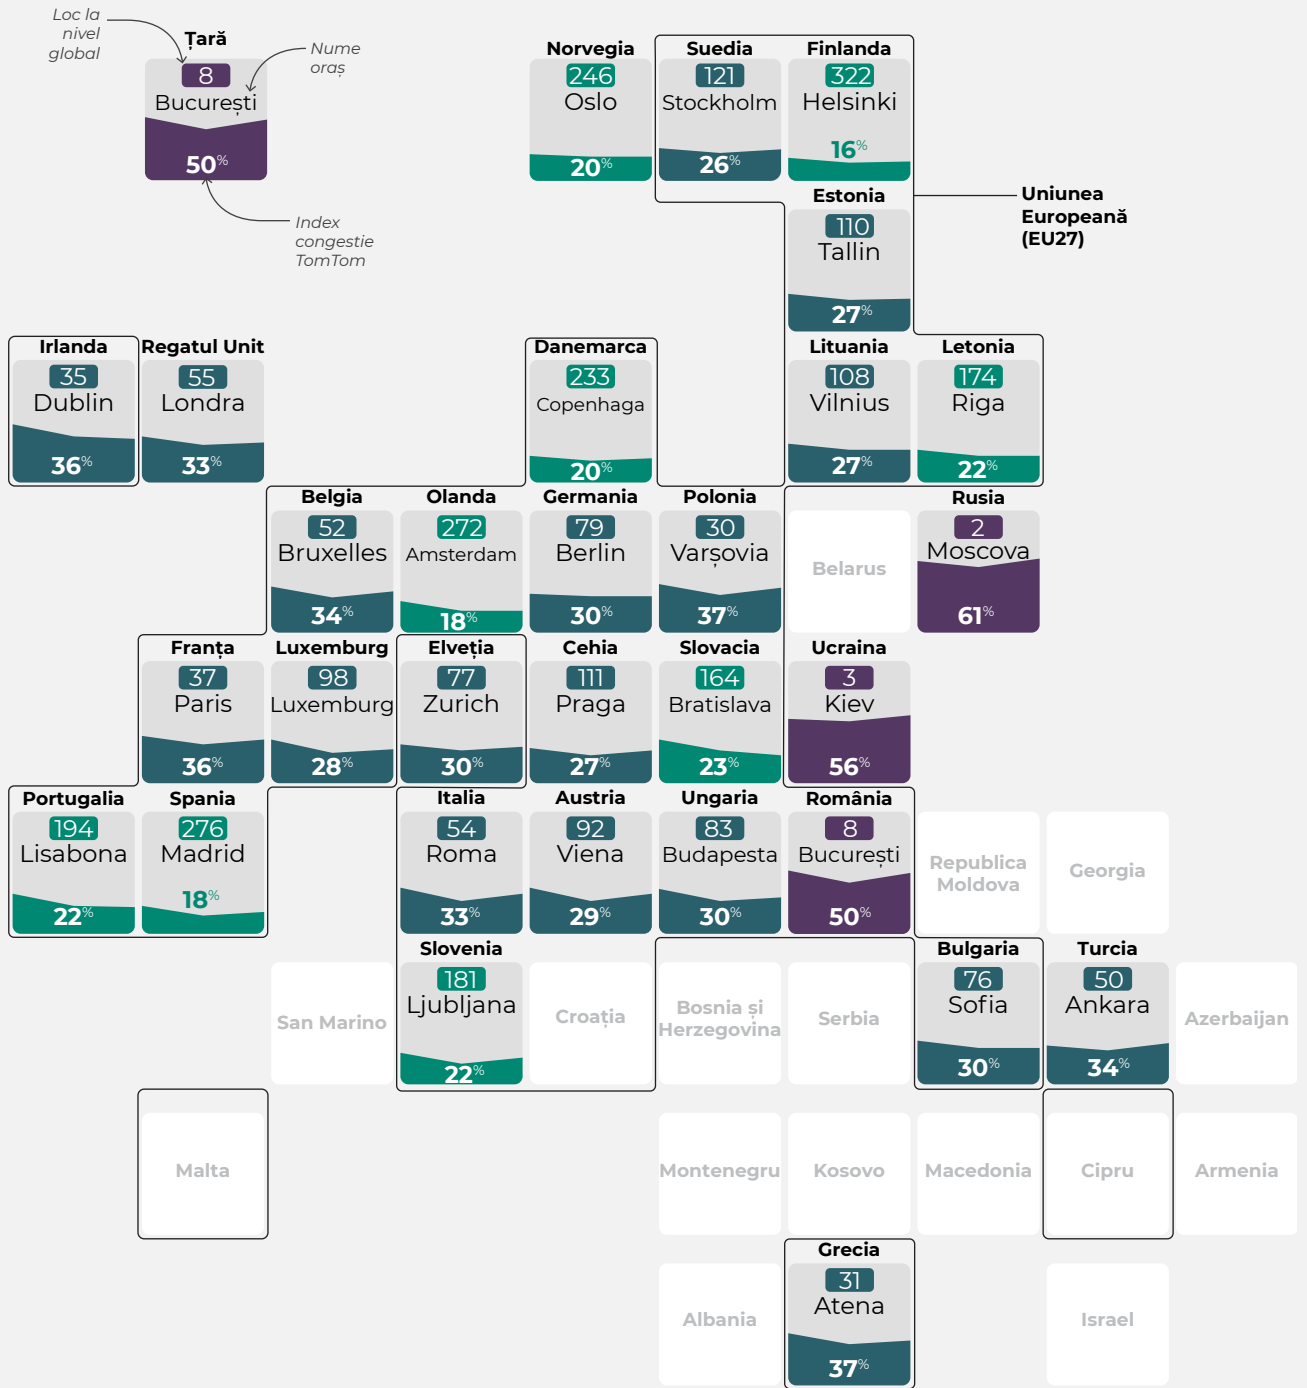 Loc la
nivel
global
Țară
8
București
50%
Nume
oraș
Index
congestie
TomTom
Norvegia
246
Oslo
20%
Suedia
121
Stockholm
26%
Finlanda
322
Helsinki
16%
Uniunea
Europeană
(EU27)
Estonia
110
Tallin
27%
Irlanda
35
Dublin
36%
Regatul Unit
55
Londra
33%
Danemarca
233
Copenhaga
20%
Lituania
108
Vilnius
27%
Letonia
174
Riga
22%
Belgia
52
Bruxelles
34%
Olanda
272
Amsterdam
18%
Germania
79
Berlin
30%
Polonia
30
Varșovia
37%
Belarus
Rusia
2
Moscova
61%
Franța
37
Paris
36%
Luxemburg
98
Luxemburg
28%
Elveția
77
Zurich
30%
Cehia
111
Praga
27%
Slovacia
164
Bratislava
23%
Ucraina
3
Kiev
56%
Portugalia
194
Lisabona
22%
Spania
276
Madrid
18%
Italia
54
Roma
33%
Austria
92
Viena
29%
Ungaria
83
Budapesta
30%
România
8
București
50%
Republica
Moldova
Georgia
San Marino
Slovenia
181
Ljubljana
22%
Croația
Bosnia și
Herzegovina
Serbia
Bulgaria
76
Sofia
30%
Turcia
50
Ankara
34%
Azerbaijan
Malta
Montenegru
Kosovo
Macedonia
Cipru
Armenia
Albania
Grecia
31
Atena
37%
Israel